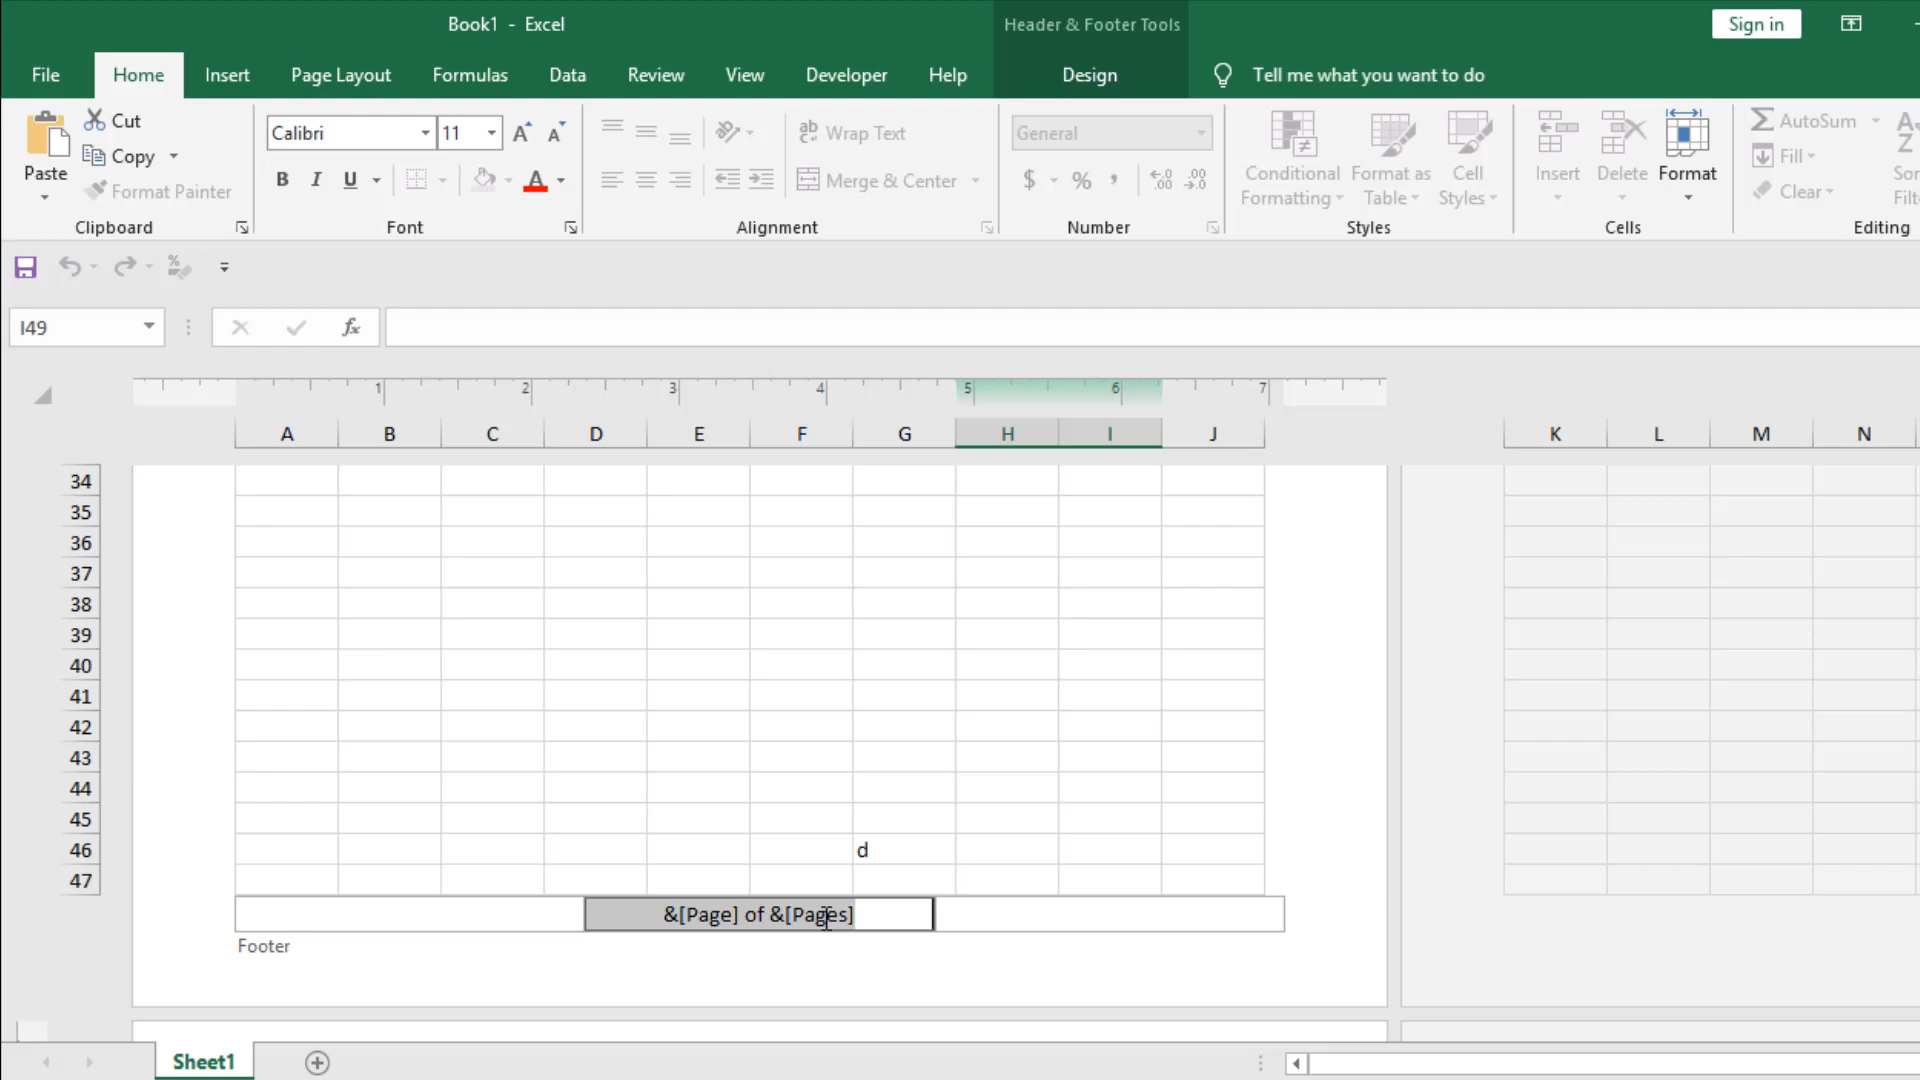 Book1 - Excel
Header & Footer Tools
Sign in
File Home Insert Page Layout Formulas Data Review View Developer Help Design Tell me what you want to do
Paste
Cut
Copy
Format Painter
Clipboard
Calibri 11
B I U A
Font
Wrap Text
Merge & Center
Alignment
General
$ % ,
Number
Conditional Formatting
Format as Table
Cell Styles
Styles
Insert
Delete
Format
Cells
AutoSum
Fill
Clear
Editing
I49
fx
1 2 3 4 5 6 7
A B C D E F G H I J K L M N
34
35
36
37
38
39
40
41
42
43
44
45
46 d
47
&[Page] of &[Pages]
Footer
Sheet1